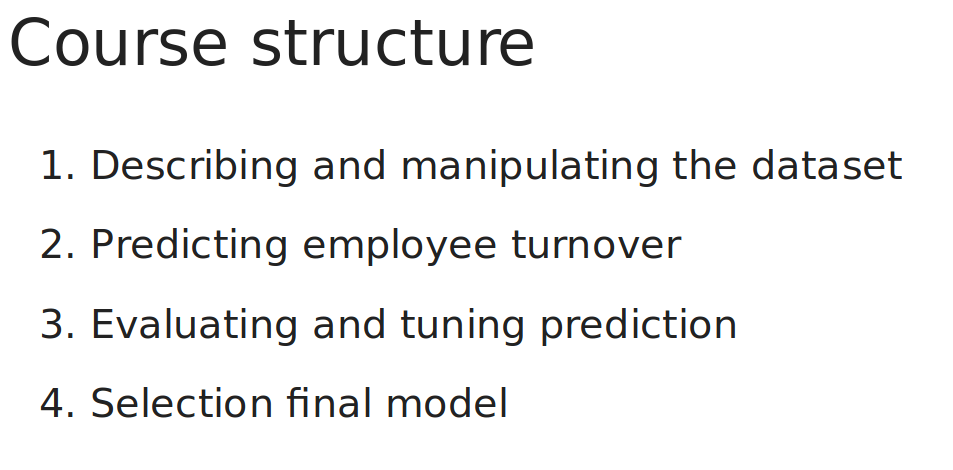 Course structure
1. Describing and manipulating the dataset
2. Predicting employee turnover
3. Evaluating and tuning prediction
4. Selection final model